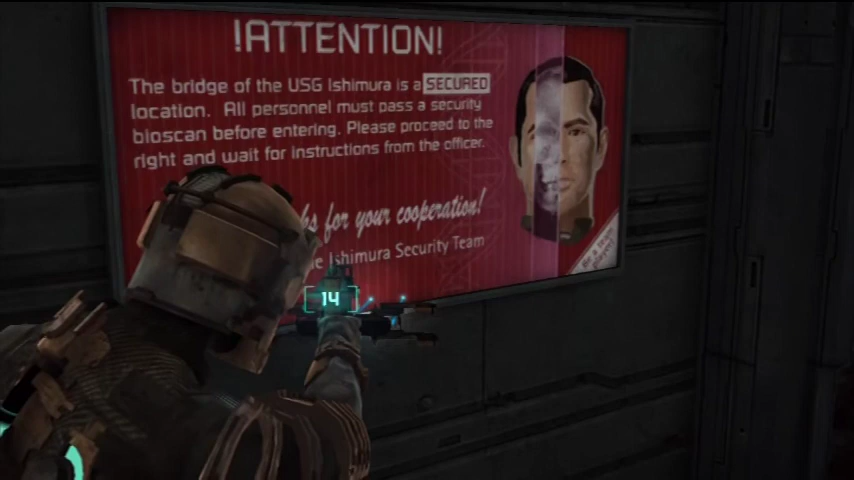 !ATTENTION!
The bridge of the USG Ishimura is a SECURED
location. All personnel must pass a security
bioscan before entering. Please proceed to the
right and wait for instructions from the officer.
for your cooperation!
Ishimura Security Team
14